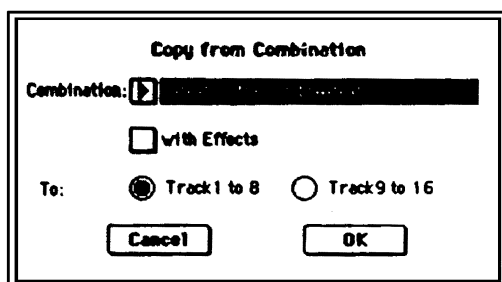 Copy from Combination
Combination:
with Effects
To: Track1 to 8 Track9 to 16
Cancel OK